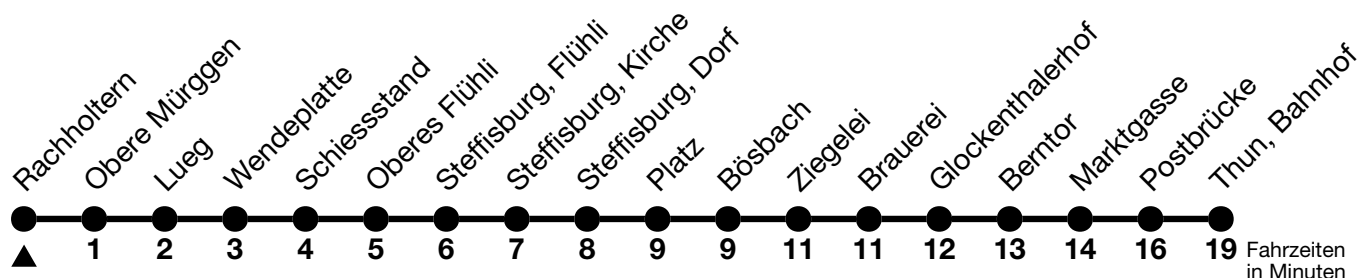 Rachholtern
Obere Mürggen
Lueg
Wendeplatte
Schiessstand
Oberes Flühli
Steffisburg, Flühli
Steffisburg, Kirche
Steffisburg, Dorf
Platz
Bösbach
Ziegelei
Brauerei
Glockenthalerhof
Berntor
Marktgasse
Postbrücke
Thun, Bahnhof
1 2 3 4 5 6 7 8 9 9 11 11 12 13 14 16 19 Fahrzeiten
in Minuten